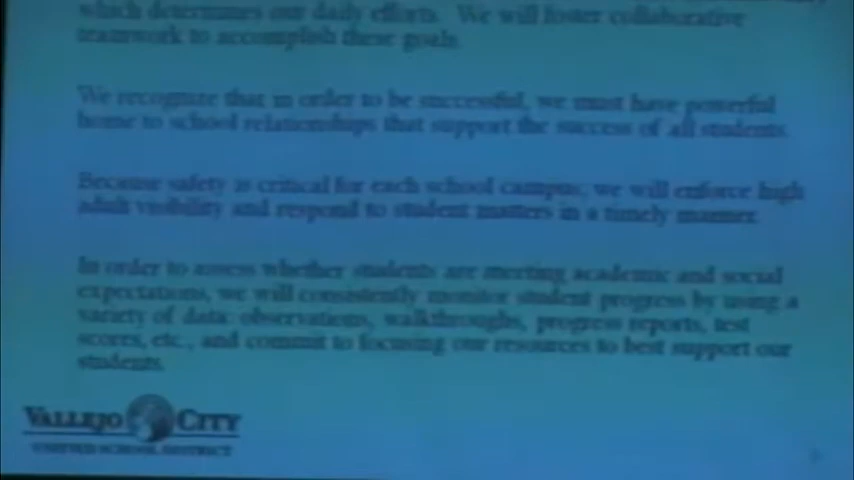 which determines our daily efforts. We will foster collaborative
teamwork to accomplish these goals.
We recognize that in order to be successful, we must have powerful
home to school relationships that support the success of all students.
Because safety is critical for each school campus, we will enforce high
adult visibility and respond to student matters in a timely manner.
In order to assess whether students are meeting academic and social
expectations, we will consistently monitor student progress by using a
variety of data: observations, walkthroughs, progress reports, test
scores, etc., and commit to focusing our resources to best support our
students.
VALLEJO CITY
UNIFIED SCHOOL DISTRICT